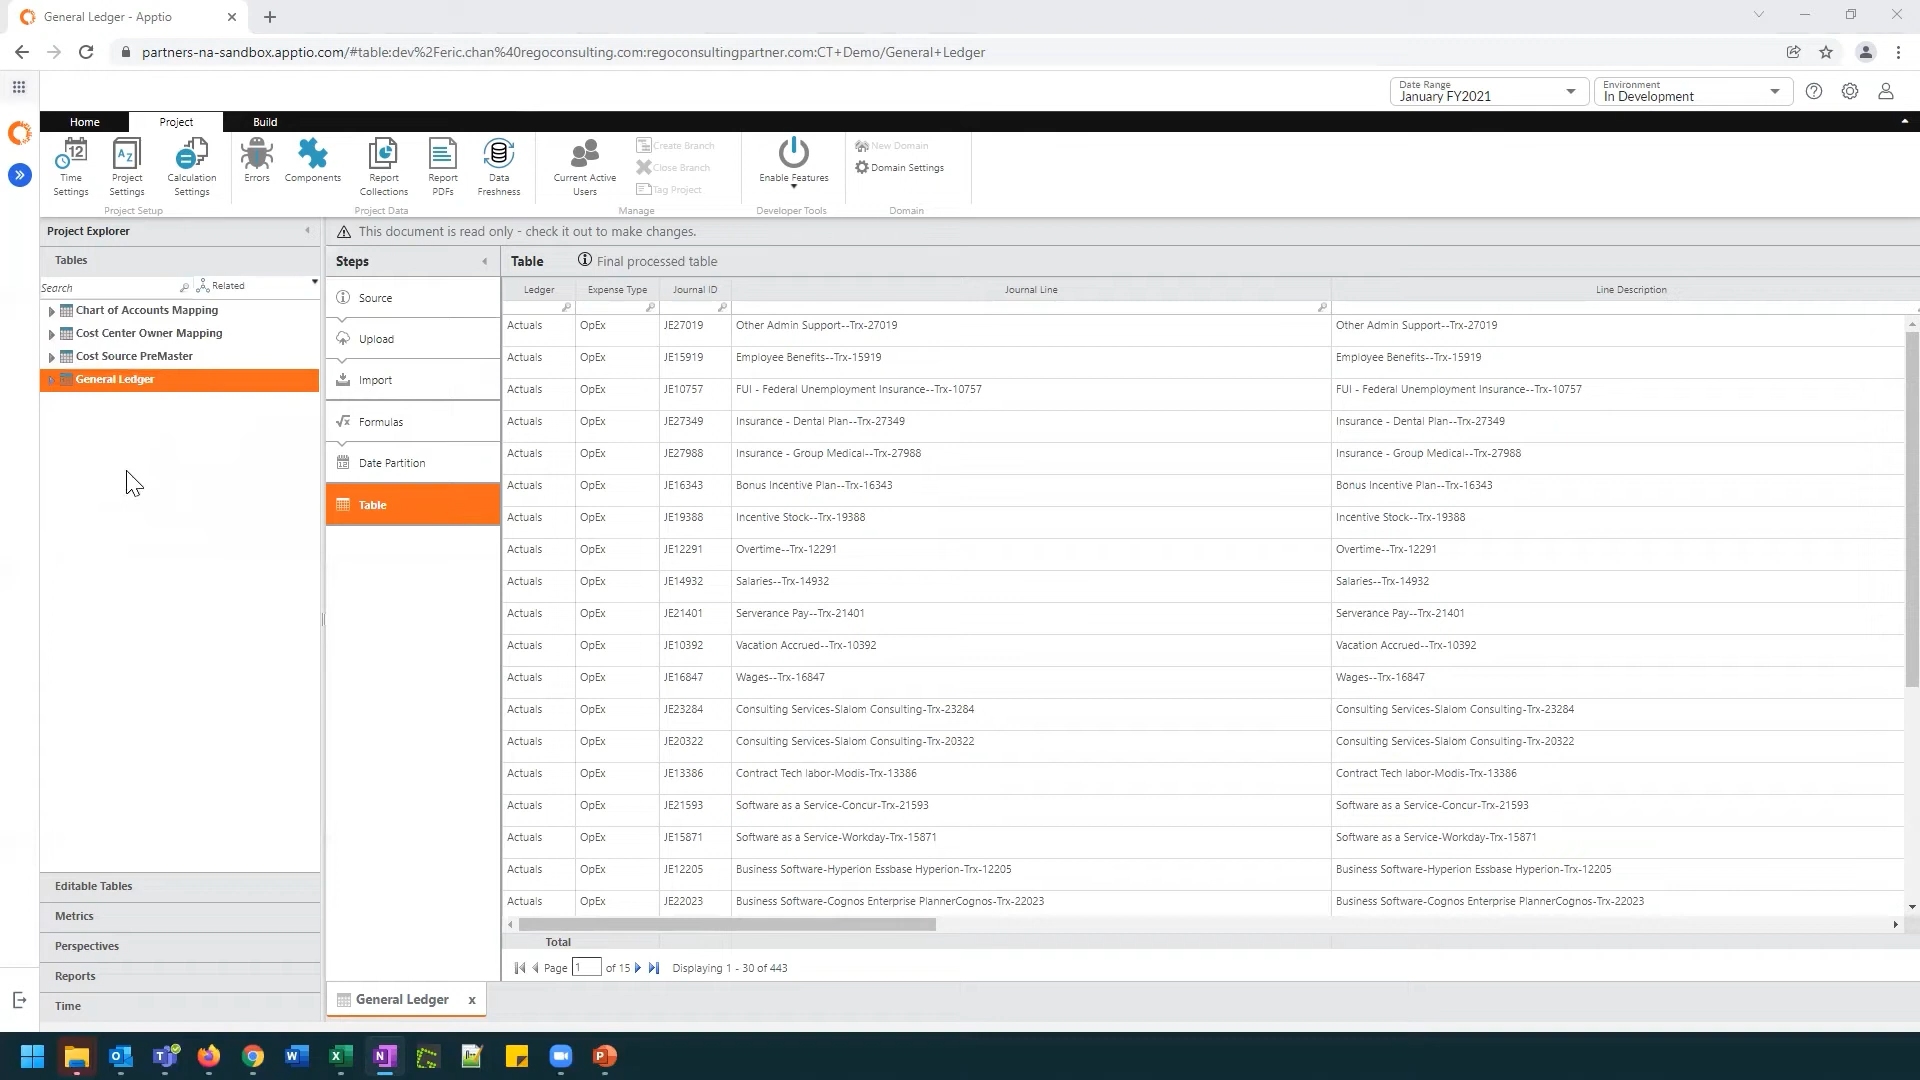 General Ledger - Apptio
partners-na-sandbox.apptio.com/#table:dev%2Feric.chan%40regoconsulting.com:regoconsultingpartner.com:CT+Demo/General+Ledger
Date Range
January FY2021
Environment
In Development
Home Project Build
Time Settings
Project Settings
Calculation Settings
Project Setup
Errors
Components
Report Collections
Report PDFs
Data Freshness
Project Data
Current Active Users
Create Branch
Close Branch
Tag Project
Manage
Enable Features
Developer Tools
New Domain
Domain Settings
Domain
Project Explorer
Tables
Search
Related
Chart of Accounts Mapping
Cost Center Owner Mapping
Cost Source PreMaster
General Ledger
Editable Tables
Metrics
Perspectives
Reports
Time
This document is read only - check it out to make changes.
Steps
Source
Upload
Import
Formulas
Date Partition
Table
Table Final processed table
Ledger Expense Type Journal ID Journal Line Line Description
Actuals OpEx JE27019 Other Admin Support--Trx-27019 Other Admin Support--Trx-27019
Actuals OpEx JE15919 Employee Benefits--Trx-15919 Employee Benefits--Trx-15919
Actuals OpEx JE10757 FUI - Federal Unemployment Insurance--Trx-10757 FUI - Federal Unemployment Insurance--Trx-10757
Actuals OpEx JE27349 Insurance - Dental Plan--Trx-27349 Insurance - Dental Plan--Trx-27349
Actuals OpEx JE27988 Insurance - Group Medical--Trx-27988 Insurance - Group Medical--Trx-27988
Actuals OpEx JE16343 Bonus Incentive Plan--Trx-16343 Bonus Incentive Plan--Trx-16343
Actuals OpEx JE19388 Incentive Stock--Trx-19388 Incentive Stock--Trx-19388
Actuals OpEx JE12291 Overtime--Trx-12291 Overtime--Trx-12291
Actuals OpEx JE14932 Salaries--Trx-14932 Salaries--Trx-14932
Actuals OpEx JE21401 Serverance Pay--Trx-21401 Serverance Pay--Trx-21401
Actuals OpEx JE10392 Vacation Accrued--Trx-10392 Vacation Accrued--Trx-10392
Actuals OpEx JE16847 Wages--Trx-16847 Wages--Trx-16847
Actuals OpEx JE23284 Consulting Services-Slalom Consulting-Trx-23284 Consulting Services-Slalom Consulting-Trx-23284
Actuals OpEx JE20322 Consulting Services-Slalom Consulting-Trx-20322 Consulting Services-Slalom Consulting-Trx-20322
Actuals OpEx JE13386 Contract Tech labor-Modis-Trx-13386 Contract Tech labor-Modis-Trx-13386
Actuals OpEx JE21593 Software as a Service-Concur-Trx-21593 Software as a Service-Concur-Trx-21593
Actuals OpEx JE15871 Software as a Service-Workday-Trx-15871 Software as a Service-Workday-Trx-15871
Actuals OpEx JE12205 Business Software-Hyperion Essbase Hyperion-Trx-12205 Business Software-Hyperion Essbase Hyperion-Trx-12205
Actuals OpEx JE22023 Business Software-Cognos Enterprise PlannerCognos-Trx-22023 Business Software-Cognos Enterprise PlannerCognos-Trx-22023
Total
Page 1 of 15 Displaying 1 - 30 of 443
General Ledger x